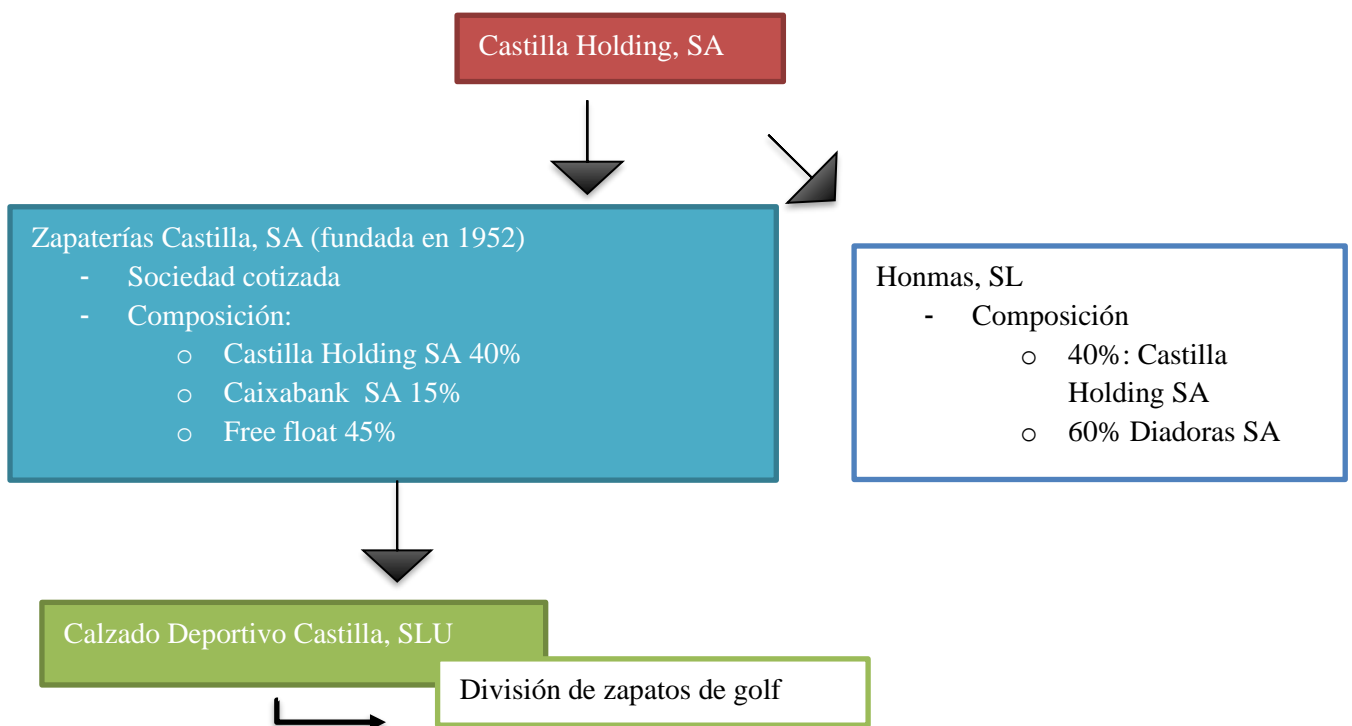 Castilla Holding, SA
Zapaterías Castilla, SA (fundada en 1952)
- Sociedad cotizada
- Composición:
o Castilla Holding SA 40%
o Caixabank SA 15%
o Free float 45%
Honmas, SL
- Composición
o 40%: Castilla
Holding SA
o 60% Diadoras SA
Calzado Deportivo Castilla, SLU
División de zapatos de golf